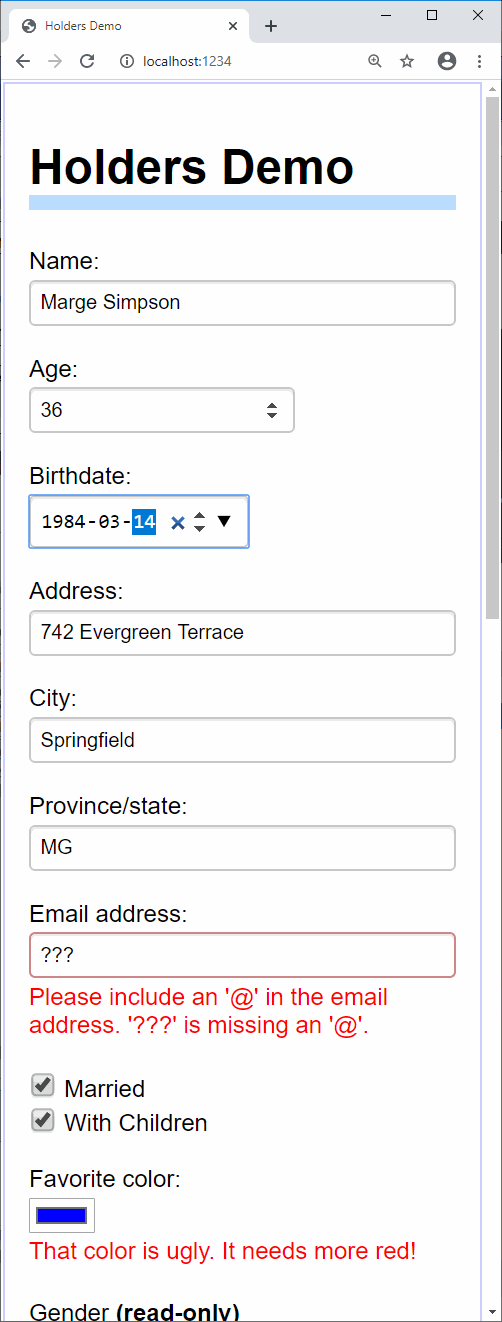 Holders Demo
localhost:1234
Holders Demo
Name:
Marge Simpson
Age:
36
Birthdate:
1984-03-14
Address:
742 Evergreen Terrace
City:
Springfield
Province/state:
MG
Email address:
???
Please include an '@' in the email
address. '???' is missing an '@'.
Married
With Children
Favorite color:
That color is ugly. It needs more red!
Gender (read-only)